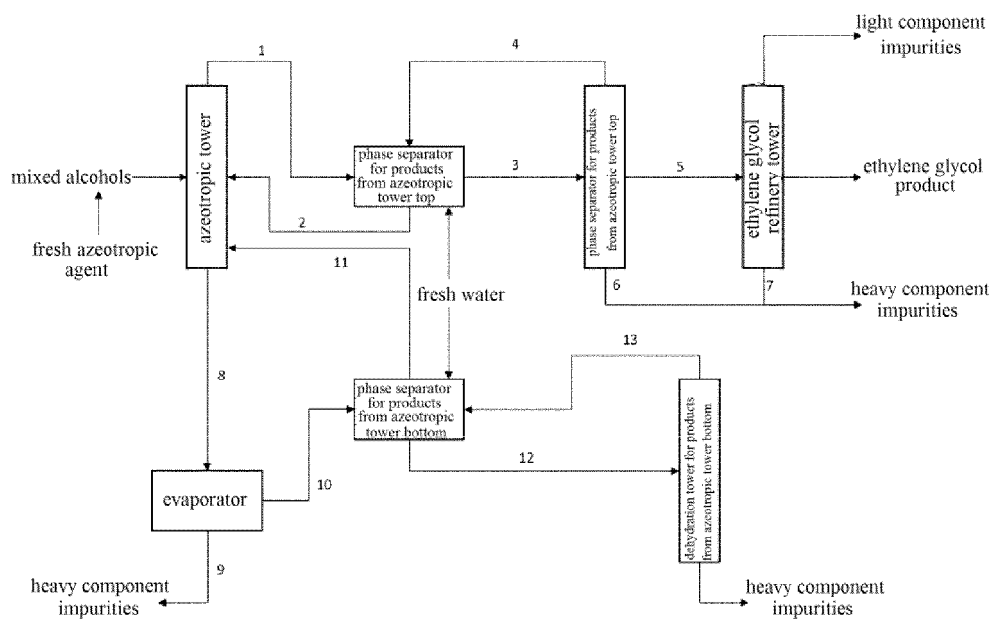 light component
impurities
1
4
azeotropic tower
phase separator
for products
from azeotropic
tower top
3
phase separator for products
from azeotropic tower top
5
ethylene glycol
refinery tower
mixed alcohols
ethylene glycol
product
2
fresh azeotropic
agent
11
fresh water
6
7
heavy component
impurities
8
13
phase separator
for products
from azeotropic
tower bottom
12
dehydration tower for products
from azeotropic tower bottom
evaporator
10
9
heavy component
impurities
heavy component
impurities